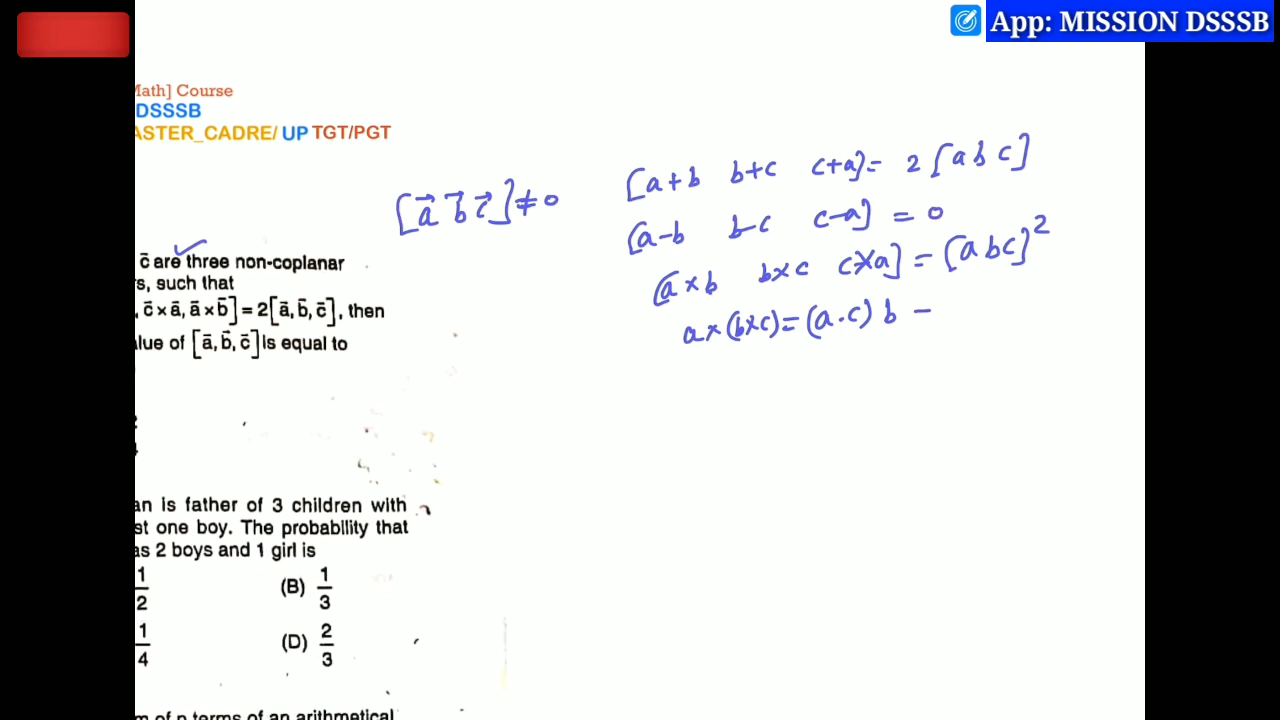 App: MISSION DSSSB
Math] Course
DSSSB
ASTER_CADRE/ UP TGT/PGT
[a+b b+c c+a] = 2 [a b c]
[a⃗ b⃗ c⃗] ≠ 0
[a-b b-c c-a] = 0
[a×b b×c c×a] = [a b c]²
a×(b×c) = (a.c) b -
c̄ are three non-coplanar
s, such that
, c̄ × ā, ā × b̄] = 2[ā, b̄, c̄], then
lue of [ā, b̄, c̄] is equal to
an is father of 3 children with
st one boy. The probability that
as 2 boys and 1 girl is
1/2 (B) 1/3
1/4 (D) 2/3
m of n terms of an arithmetical